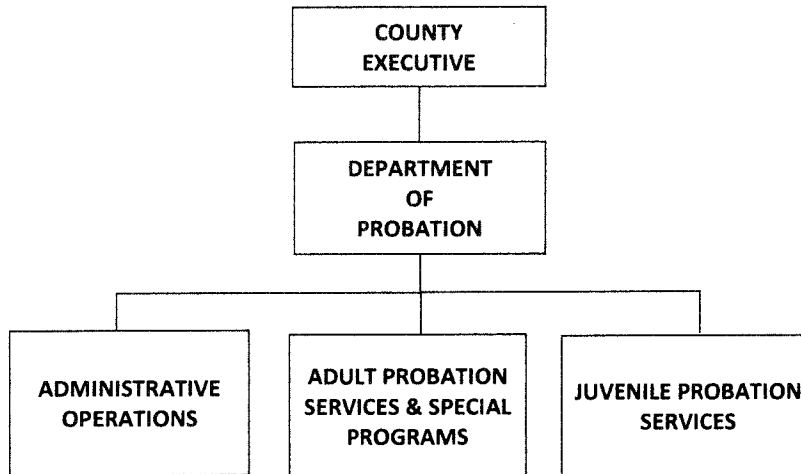 COUNTY
EXECUTIVE
DEPARTMENT
OF
PROBATION
ADMINISTRATIVE
OPERATIONS
ADULT PROBATION
SERVICES & SPECIAL
PROGRAMS
JUVENILE PROBATION
SERVICES